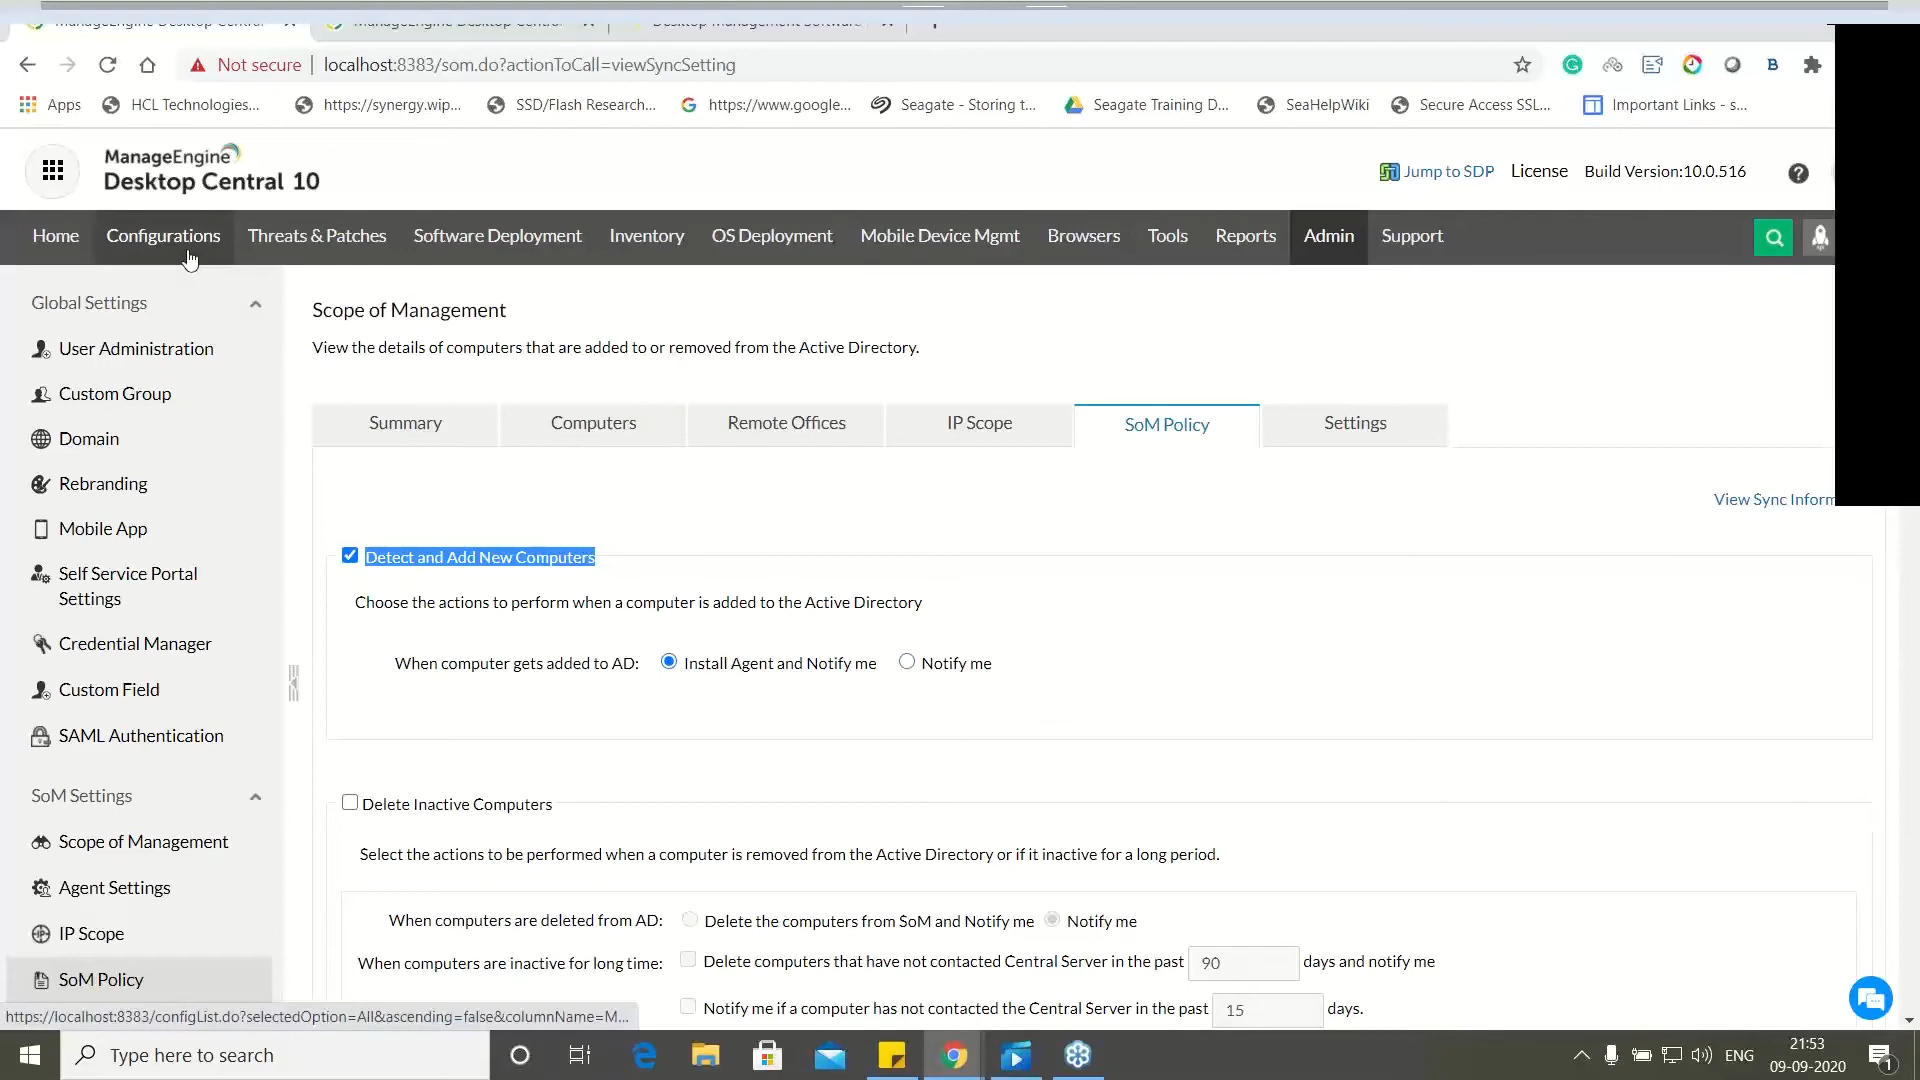 Not secure
localhost:8383/som.do?actionToCall=viewSyncSetting
Apps
HCL Technologies...
https://synergy.wip...
SSD/Flash Research...
https://www.google...
Seagate - Storing t...
Seagate Training D...
SeaHelpWiki
Secure Access SSL...
Important Links - s...
ManageEngine
Desktop Central 10
Jump to SDP
License
Build Version:10.0.516
Home
Configurations
Threats & Patches
Software Deployment
Inventory
OS Deployment
Mobile Device Mgmt
Browsers
Tools
Reports
Admin
Support
Global Settings
User Administration
Custom Group
Domain
Rebranding
Mobile App
Self Service Portal
Settings
Credential Manager
Custom Field
SAML Authentication
SoM Settings
Scope of Management
Agent Settings
IP Scope
SoM Policy
Scope of Management
View the details of computers that are added to or removed from the Active Directory.
Summary
Computers
Remote Offices
IP Scope
SoM Policy
Settings
View Sync Inform
Detect and Add New Computers
Choose the actions to perform when a computer is added to the Active Directory
When computer gets added to AD: Install Agent and Notify me Notify me
Delete Inactive Computers
Select the actions to be performed when a computer is removed from the Active Directory or if it inactive for a long period.
When computers are deleted from AD: Delete the computers from SoM and Notify me Notify me
When computers are inactive for long time: Delete computers that have not contacted Central Server in the past 90 days and notify me
Notify me if a computer has not contacted the Central Server in the past 15 days.
https://localhost:8383/configList.do?selectedOption=All&ascending=false&columnName=M...
Type here to search
ENG
21:53
09-09-2020
1